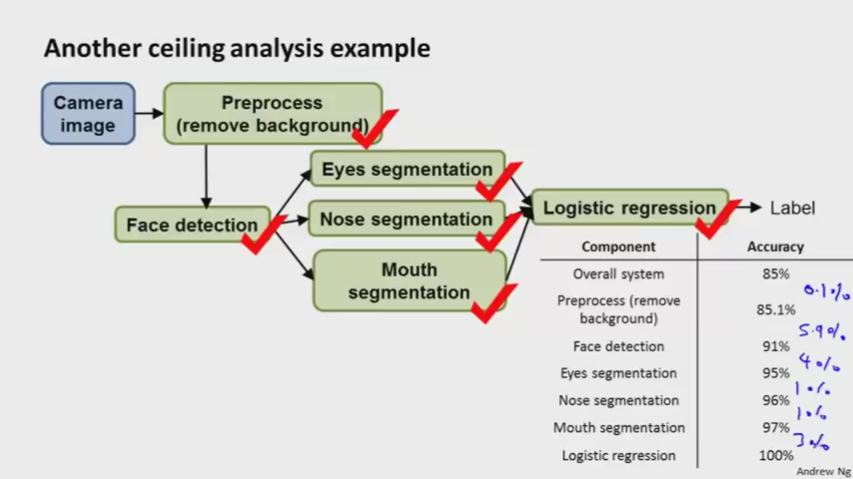 Another ceiling analysis example
Camera
image
Preprocess
(remove background)
Eyes segmentation
Face detection
Nose segmentation
Mouth
segmentation
Logistic regression
Label
Component Accuracy
Overall system 85%
0.1%
Preprocess (remove
background) 85.1%
5.9%
Face detection 91%
4%
Eyes segmentation 95%
1%
Nose segmentation 96%
1%
Mouth segmentation 97%
3%
Logistic regression 100%
Andrew Ng